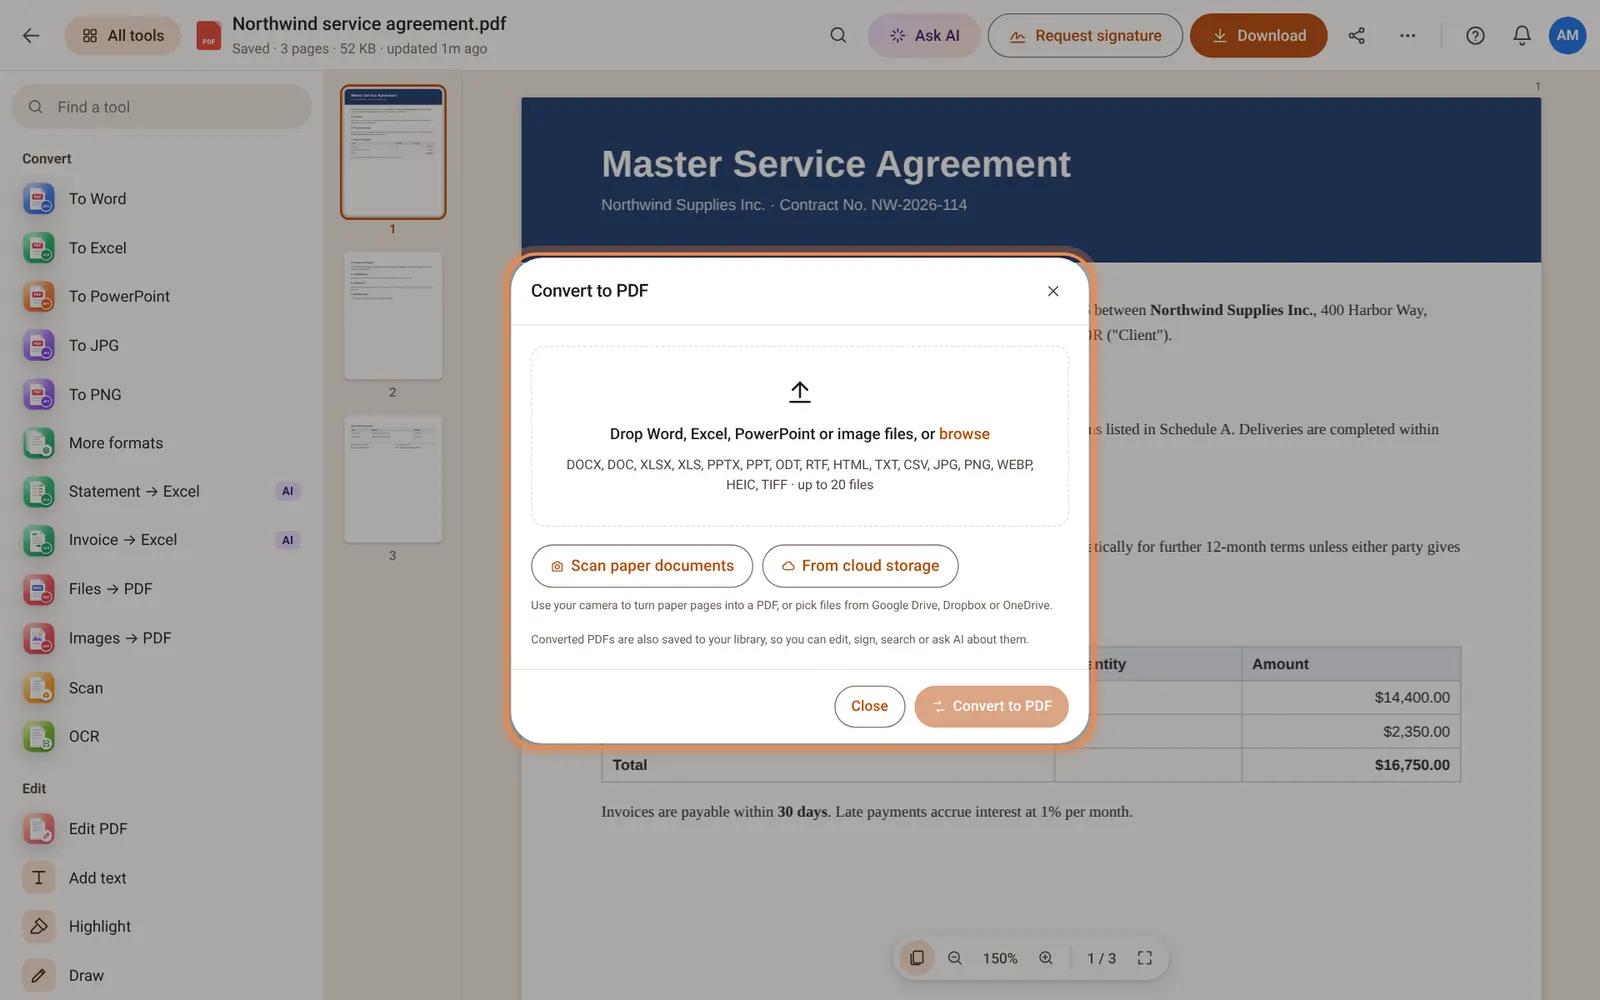 All tools
PDF
Northwind service agreement.pdf
Saved · 3 pages · 52 KB · updated 1m ago
Ask AI
Request signature
Download
AM
Find a tool
Convert
To Word
To Excel
To PowerPoint
To JPG
To PNG
More formats
Statement → Excel
AI
Invoice → Excel
AI
Files → PDF
Images → PDF
Scan
OCR
Edit
Edit PDF
Add text
Highlight
Draw
1
2
3
1
Master Service Agreement
Northwind Supplies Inc. · Contract No. NW-2026-114
between Northwind Supplies Inc., 400 Harbor Way,
("Client").
listed in Schedule A. Deliveries are completed within
for further 12-month terms unless either party gives
Amount
$14,400.00
$2,350.00
Total
$16,750.00
Invoices are payable within 30 days. Late payments accrue interest at 1% per month.
Convert to PDF
Drop Word, Excel, PowerPoint or image files, or browse
DOCX, DOC, XLSX, XLS, PPTX, PPT, ODT, RTF, HTML, TXT, CSV, JPG, PNG, WEBP,
HEIC, TIFF · up to 20 files
Scan paper documents
From cloud storage
Use your camera to turn paper pages into a PDF, or pick files from Google Drive, Dropbox or OneDrive.
Converted PDFs are also saved to your library, so you can edit, sign, search or ask AI about them.
Close
Convert to PDF
150%
1 / 3